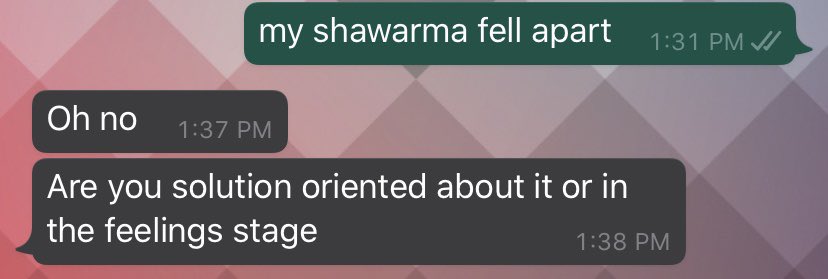 my shawarma fell apart 1:31 PM
Oh no 1:37 PM
Are you solution oriented about it or in
the feelings stage 1:38 PM